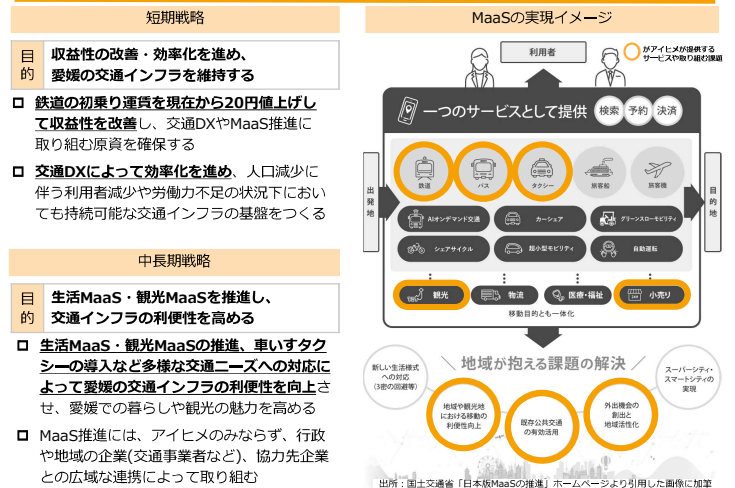 短期戦略
目的
収益性の改善・効率化を進め、
愛媛の交通インフラを維持する
鉄道の初乗り運賃を現在から20円値上げし
て収益性を改善し、交通DXやMaaS推進に
取り組む原資を確保する
交通DXによって効率化を進め、人口減少に
伴う利用者減少や労働力不足の状況下におい
ても持続可能な交通インフラの基盤をつくる
中長期戦略
目的
生活MaaS・観光MaaSを推進し、
交通インフラの利便性を高める
生活MaaS・観光MaaSの推進、車いすタク
シーの導入など多様な交通ニーズへの対応に
よって愛媛の交通インフラの利便性を向上さ
せ、愛媛での暮らしや観光の魅力を高める
MaaS推進には、アイヒメのみならず、行政
や地域の企業(交通事業者など)、協力先企業
との広域な連携によって取り組む
MaaSの実現イメージ
利用者
がアイヒメが提供する
サービスや取り組む課題
一つのサービスとして提供
検索
予約
決済
出発地
目的地
鉄道
バス
タクシー
旅客船
旅客機
AIオンデマンド交通
カーシェア
グリーンスローモビリティ
シェアサイクル
超小型モビリティ
自動運転
観光
物流
医療・福祉
小売り
移動目的とも一体化
地域が抱える課題の解決
新しい生活様式
への対応
(3密の回避等)
地域や観光地
における移動の
利便性向上
既存公共交通
の有効活用
外出機会の
創出と
地域活性化
スーパーシティ・
スマートシティの
実現
出所：国土交通省「日本版MaaSの推進」ホームページより引用した画像に加筆